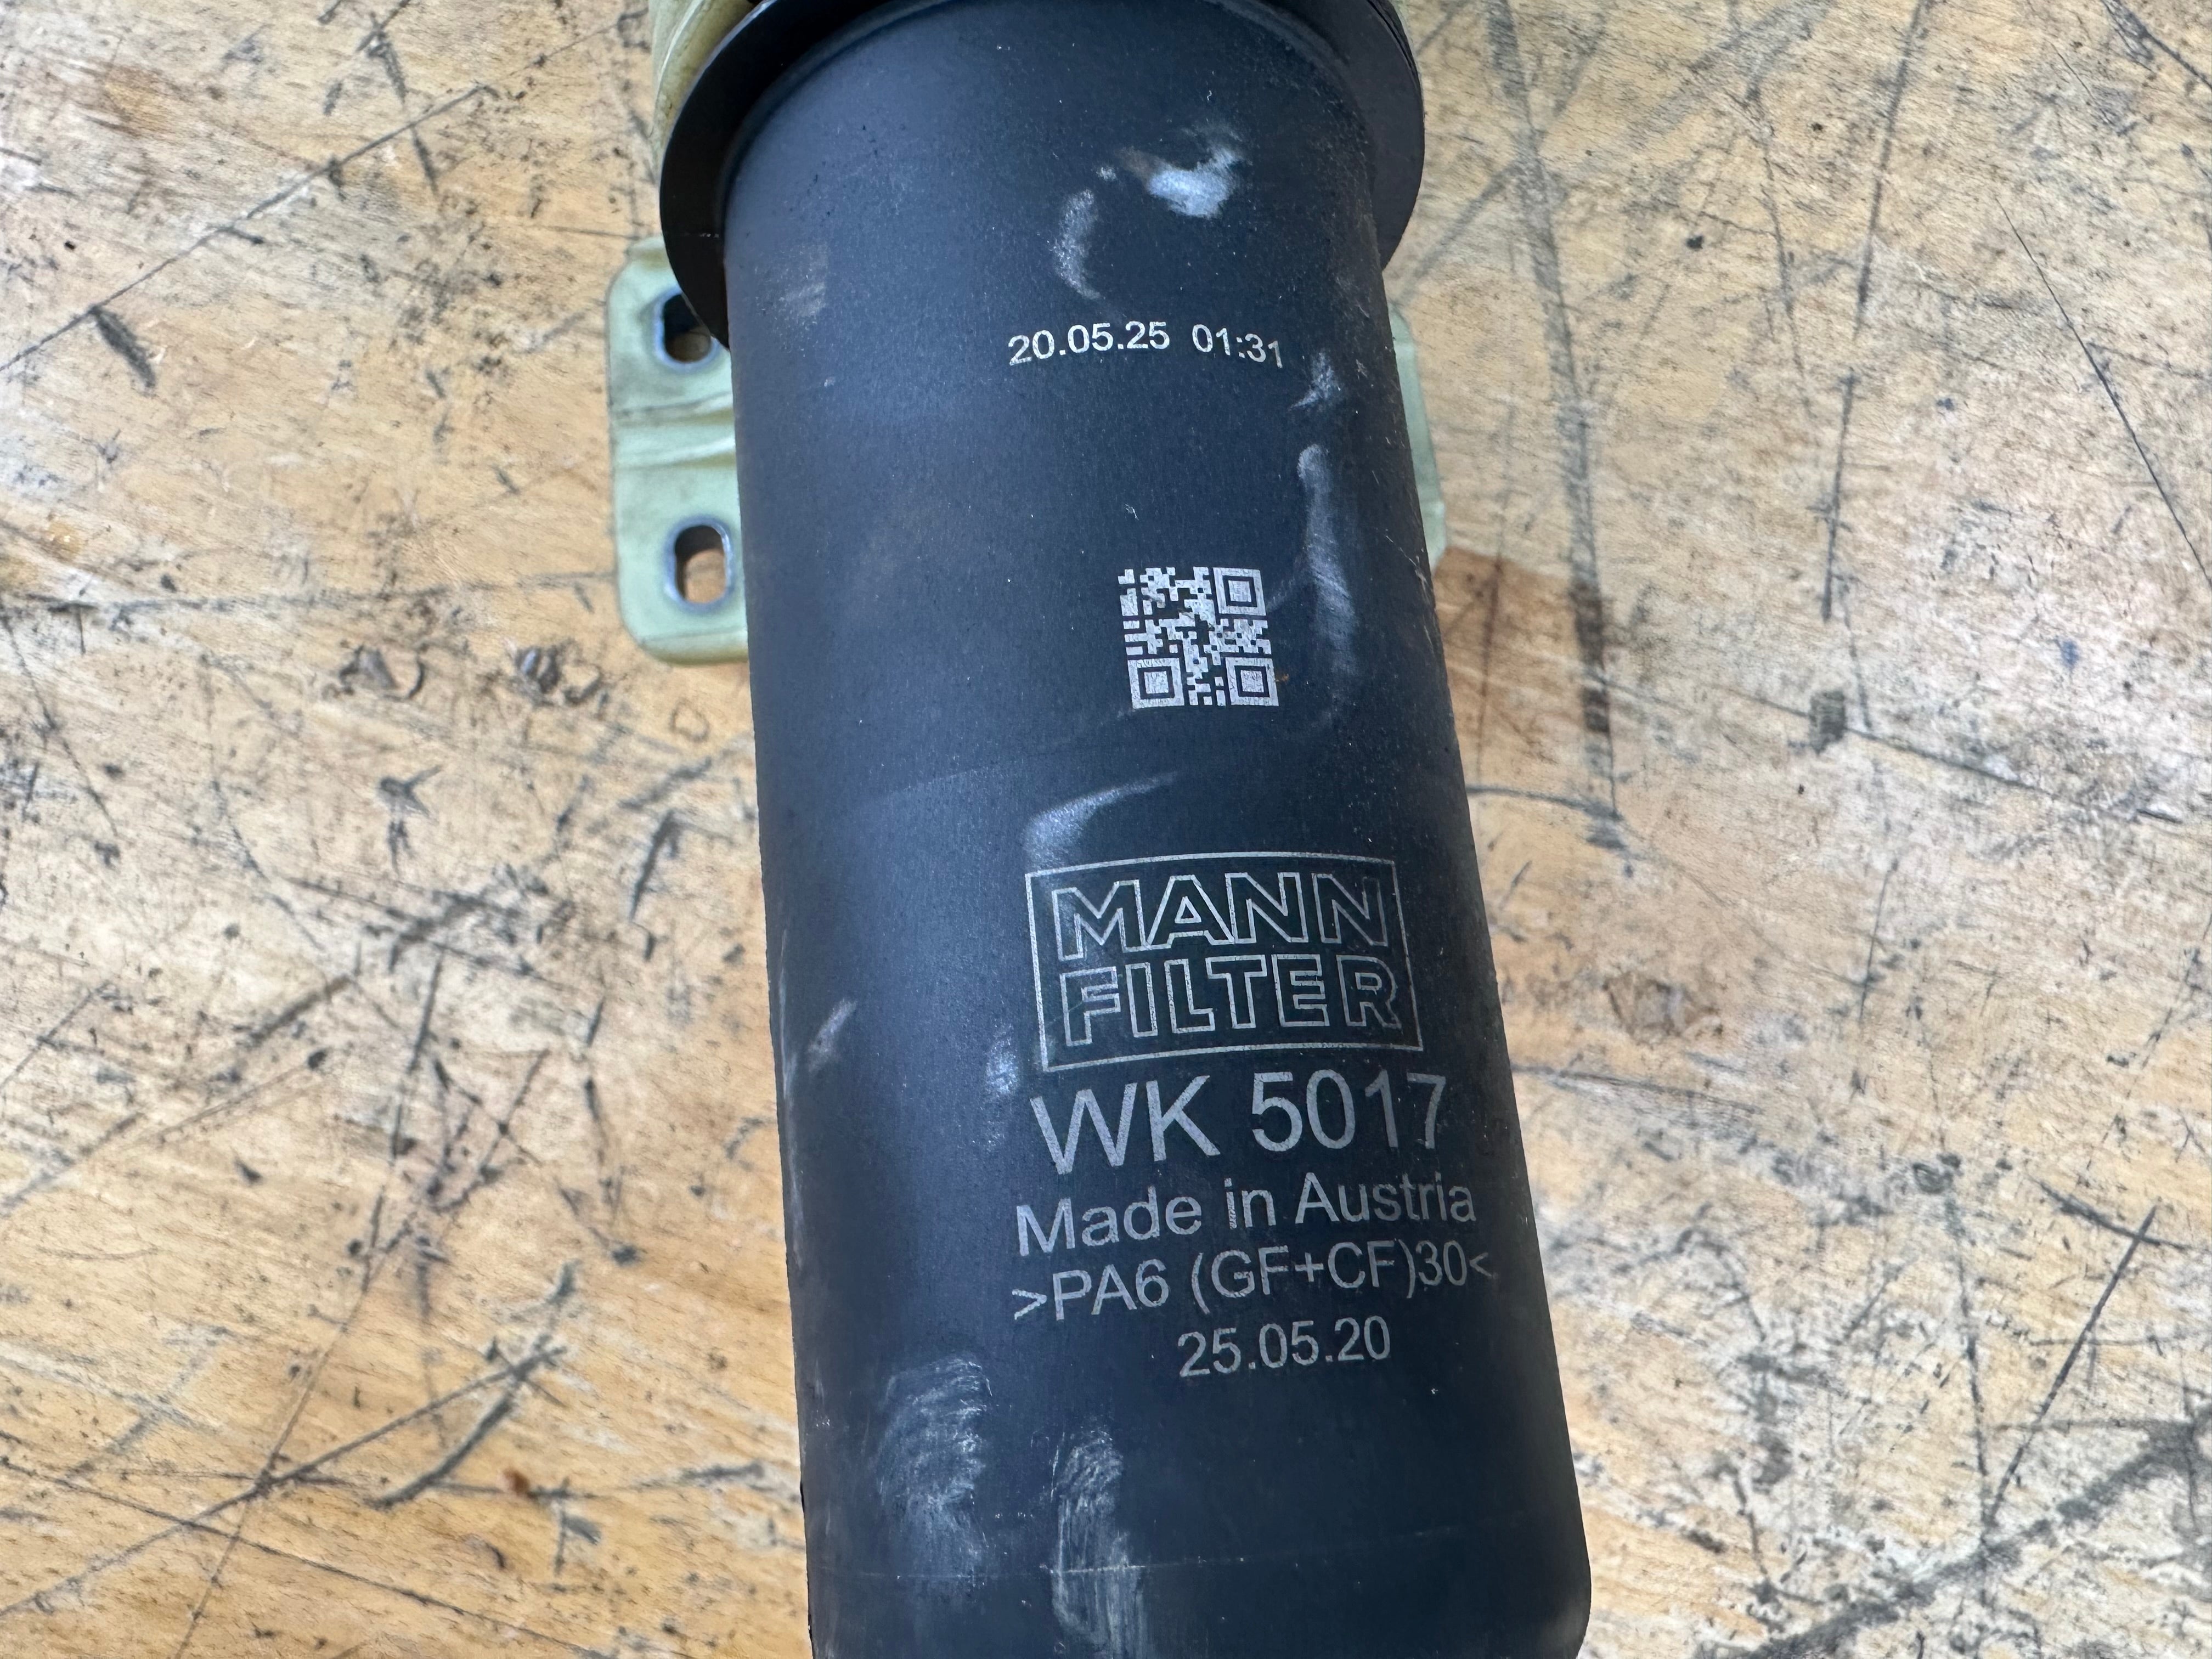 20.05.25 01:31
MANN
FILTER
WK 5017
Made in Austria
>PA6 (GF+CF)30<
25.05.20